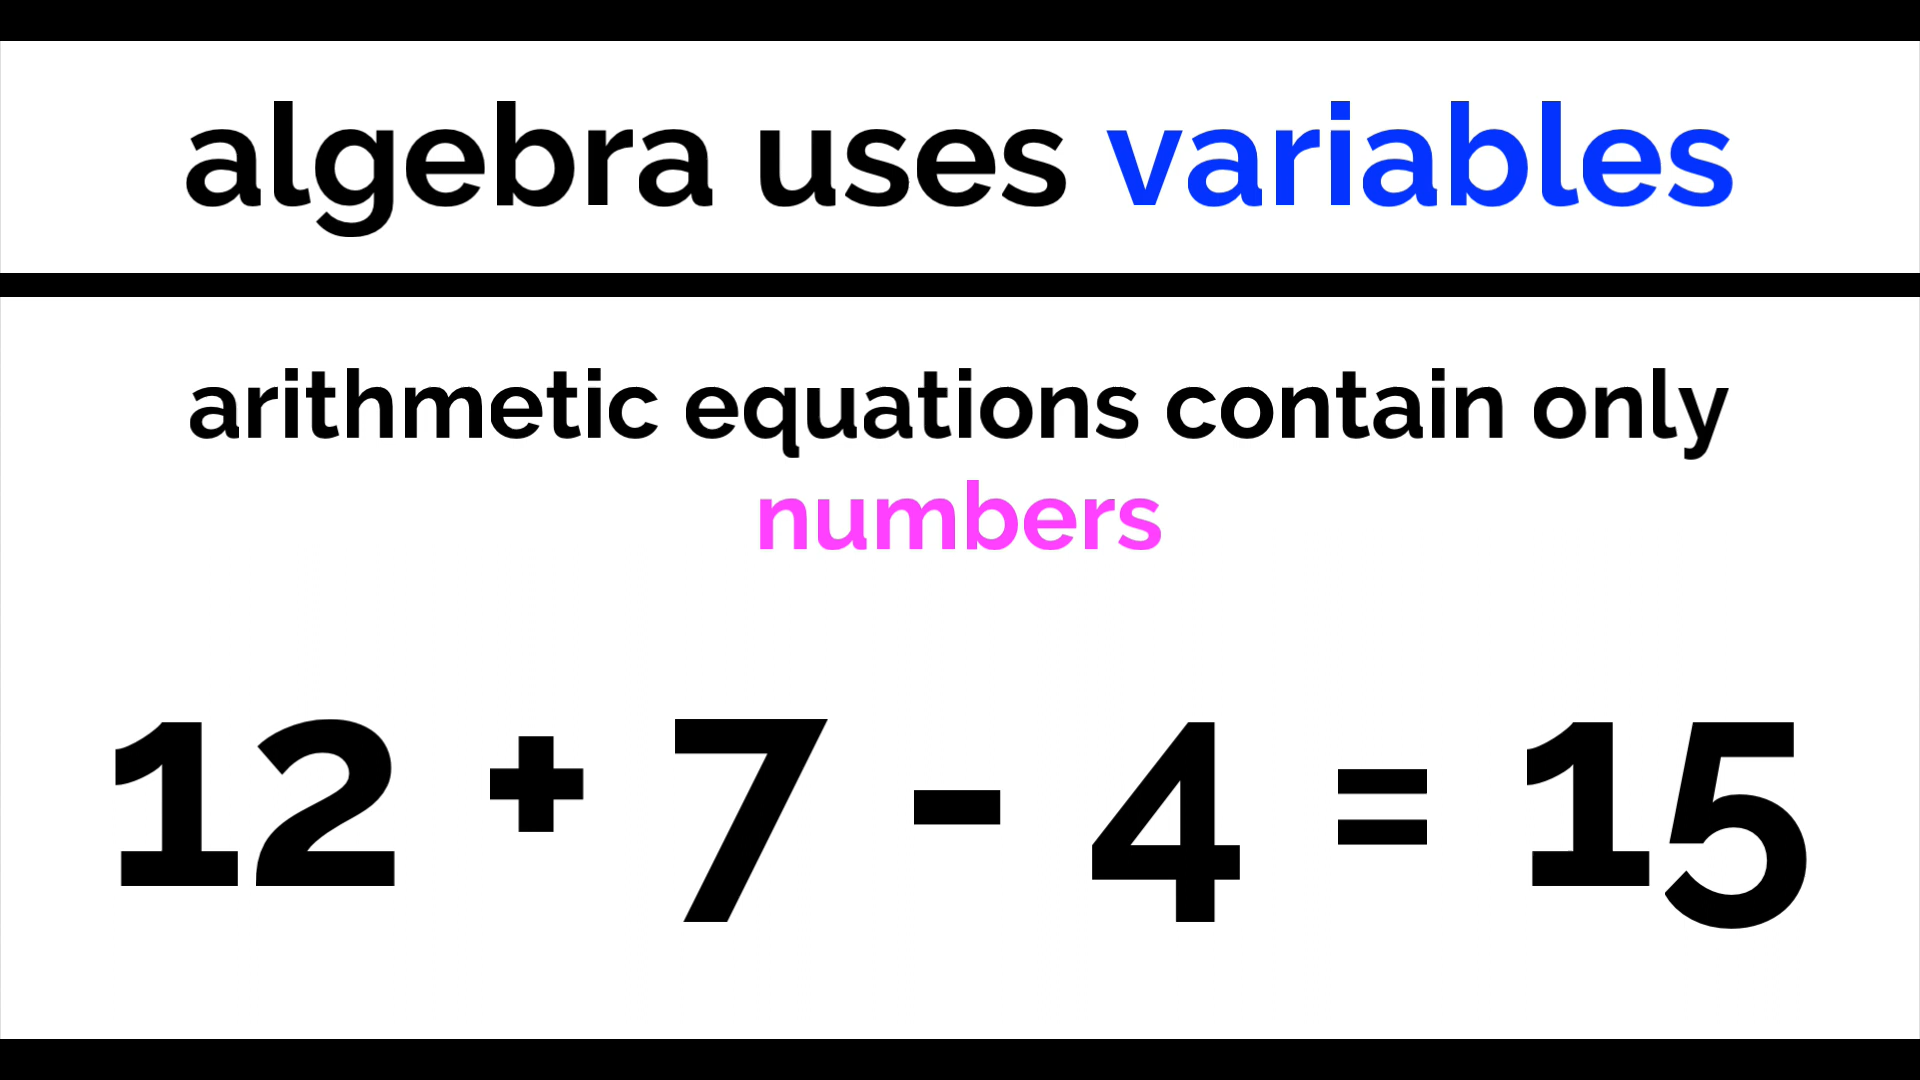 algebra uses variables
arithmetic equations contain only
numbers
12 + 7 - 4 = 15